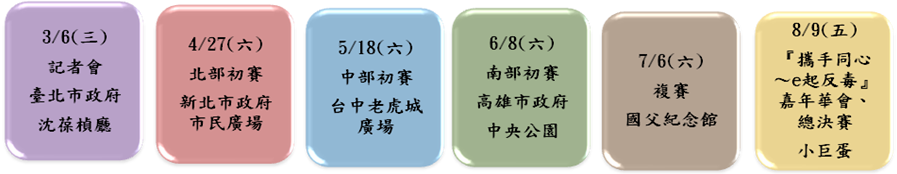 3/6(三)
記者會
臺北市政府
沈葆楨廳
4/27(六)
北部初賽
新北市政府
市民廣場
5/18(六)
中部初賽
台中老虎城
廣場
6/8(六)
南部初賽
高雄市政府
中央公園
7/6(六)
複賽
國父紀念館
8/9(五)
『攜手同心
～e起反毒』
嘉年華會、
總決賽
小巨蛋